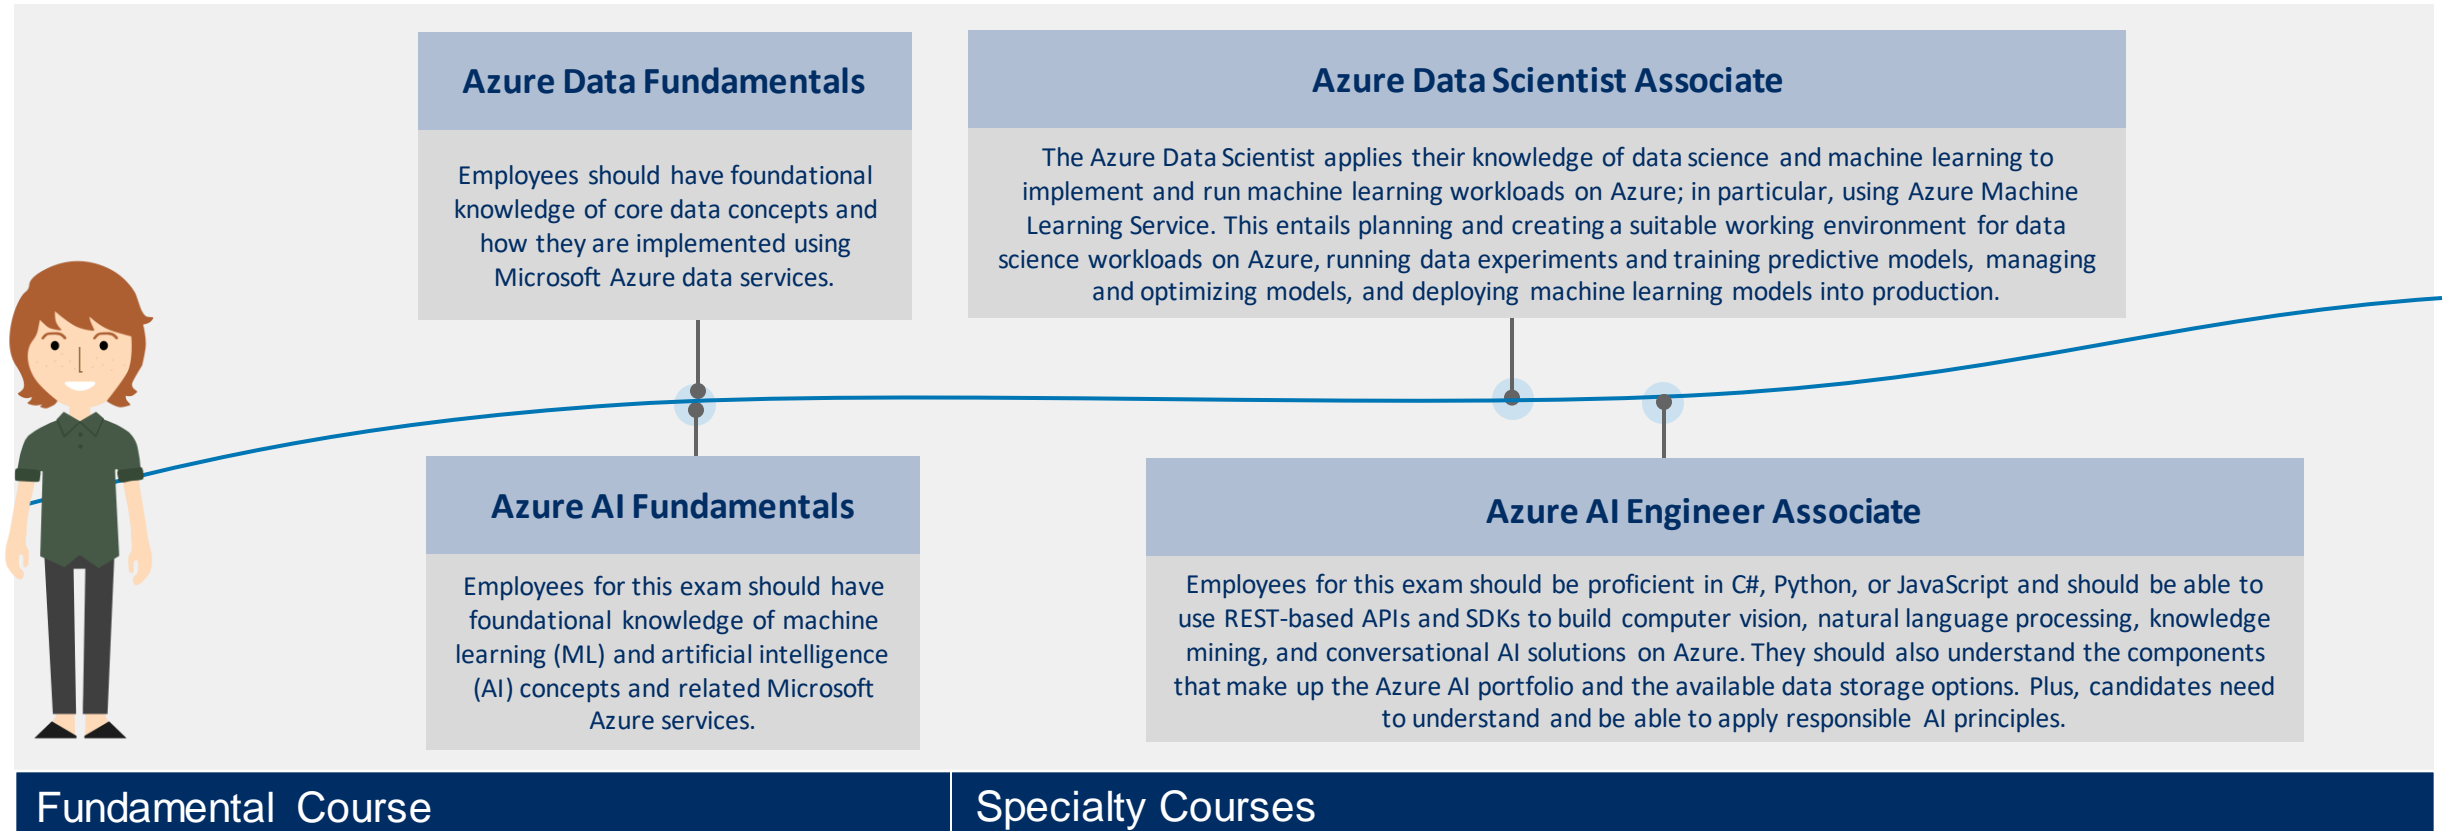 Azure Data Fundamentals
Employees should have foundational
knowledge of core data concepts and
how they are implemented using
Microsoft Azure data services.
Azure Data Scientist Associate
The Azure Data Scientist applies their knowledge of data science and machine learning to
implement and run machine learning workloads on Azure; in particular, using Azure Machine
Learning Service. This entails planning and creating a suitable working environment for data
science workloads on Azure, running data experiments and training predictive models, managing
and optimizing models, and deploying machine learning models into production.
Azure AI Fundamentals
Employees for this exam should have
foundational knowledge of machine
learning (ML) and artificial intelligence
(AI) concepts and related Microsoft
Azure services.
Azure AI Engineer Associate
Employees for this exam should be proficient in C#, Python, or JavaScript and should be able to
use REST-based APIs and SDKs to build computer vision, natural language processing, knowledge
mining, and conversational AI solutions on Azure. They should also understand the components
that make up the Azure AI portfolio and the available data storage options. Plus, candidates need
to understand and be able to apply responsible AI principles.
Fundamental Course
Specialty Courses